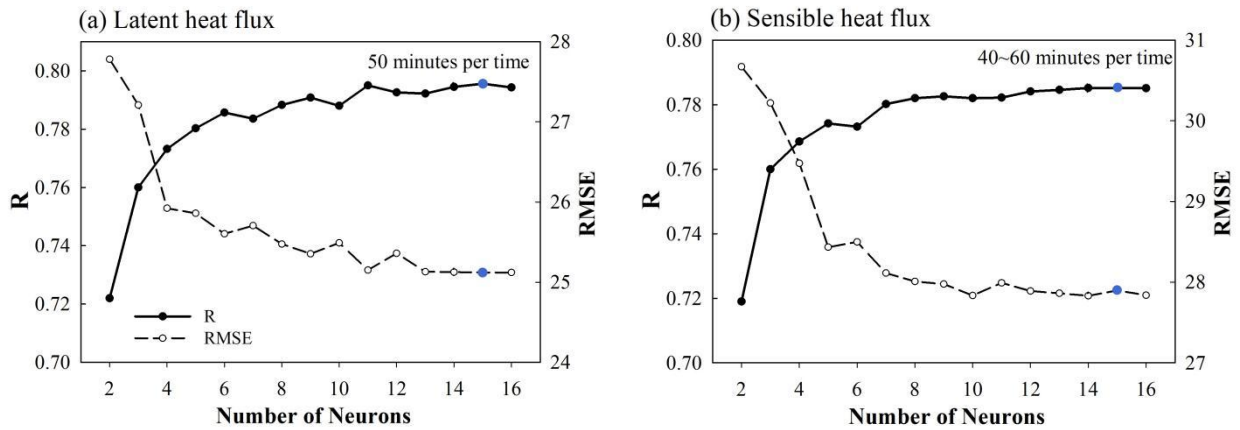 (a) Latent heat flux
50 minutes per time
0.80
0.78
0.76
0.74
0.72
0.70
R
28
27
26
25
24
RMSE
R
RMSE
2 4 6 8 10 12 14 16
Number of Neurons
(b) Sensible heat flux
40~60 minutes per time
0.80
0.78
0.76
0.74
0.72
0.70
R
31
30
29
28
27
RMSE
2 4 6 8 10 12 14 16
Number of Neurons